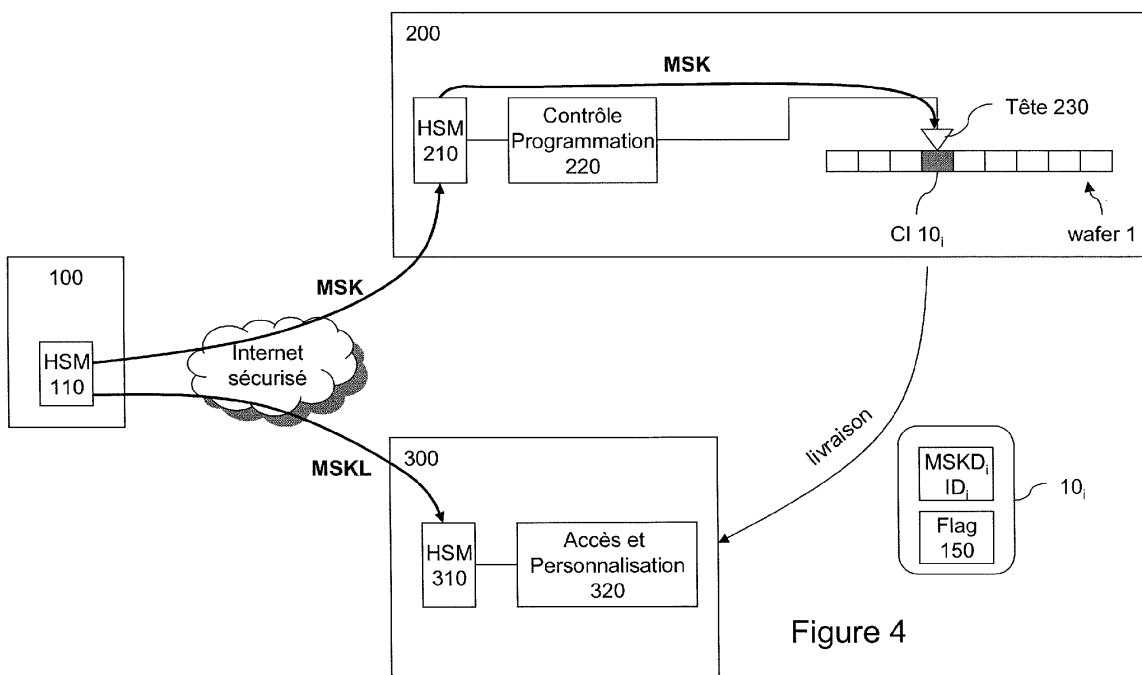 200
MSK
HSM
210
Contrôle
Programmation
220
Tête 230
CI 10i
wafer 1
100
HSM
110
MSK
Internet
sécurisé
MSKL
livraison
300
HSM
310
Accès et
Personnalisation
320
MSKDi
IDi
Flag
150
10i
Figure 4